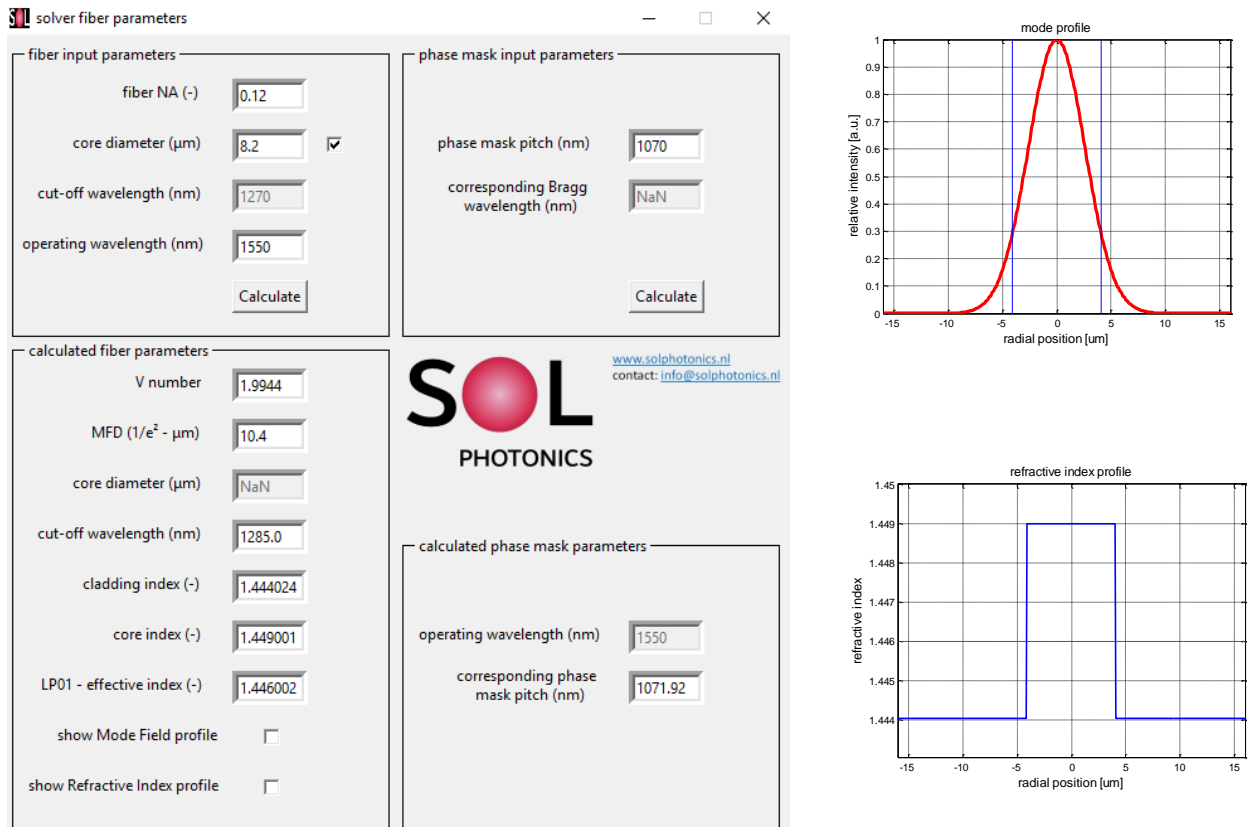 solver fiber parameters
fiber input parameters
fiber NA (-)
0.12
core diameter (µm)
8.2
cut-off wavelength (nm)
1270
operating wavelength (nm)
1550
Calculate
phase mask input parameters
phase mask pitch (nm)
1070
corresponding Bragg
wavelength (nm)
NaN
Calculate
calculated fiber parameters
V number
1.9944
MFD (1/e² - µm)
10.4
core diameter (µm)
NaN
cut-off wavelength (nm)
1285.0
cladding index (-)
1.444024
core index (-)
1.449001
LP01 - effective index (-)
1.446002
show Mode Field profile
show Refractive Index profile
SOL
PHOTONICS
www.solphotonics.nl
contact: info@solphotonics.nl
calculated phase mask parameters
operating wavelength (nm)
1550
corresponding phase
mask pitch (nm)
1071.92
mode profile
relative intensity [a.u.]
1
0.9
0.8
0.7
0.6
0.5
0.4
0.3
0.2
0.1
0
-15
-10
-5
0
5
10
15
radial position [um]
refractive index profile
refractive index
1.45
1.449
1.448
1.447
1.446
1.445
1.444
-15
-10
-5
0
5
10
15
radial position [um]